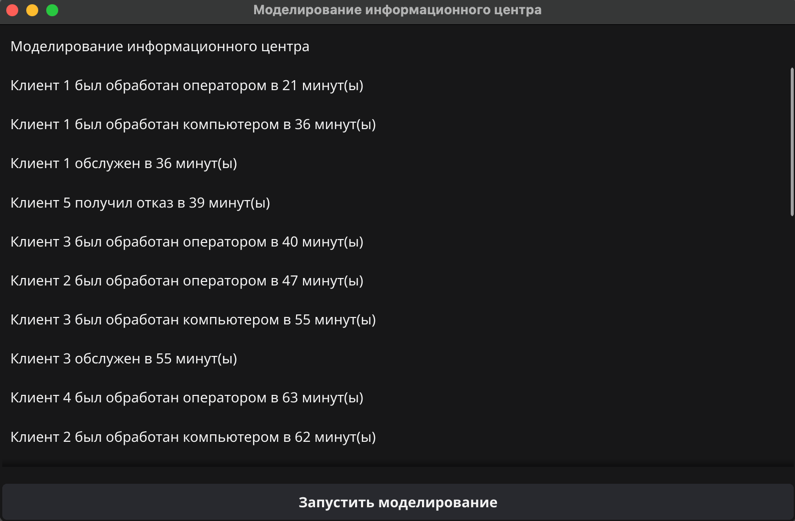 Моделирование информационного центра
Моделирование информационного центра
Клиент 1 был обработан оператором в 21 минут(ы)
Клиент 1 был обработан компьютером в 36 минут(ы)
Клиент 1 обслужен в 36 минут(ы)
Клиент 5 получил отказ в 39 минут(ы)
Клиент 3 был обработан оператором в 40 минут(ы)
Клиент 2 был обработан оператором в 47 минут(ы)
Клиент 3 был обработан компьютером в 55 минут(ы)
Клиент 3 обслужен в 55 минут(ы)
Клиент 4 был обработан оператором в 63 минут(ы)
Клиент 2 был обработан компьютером в 62 минут(ы)
Запустить моделирование